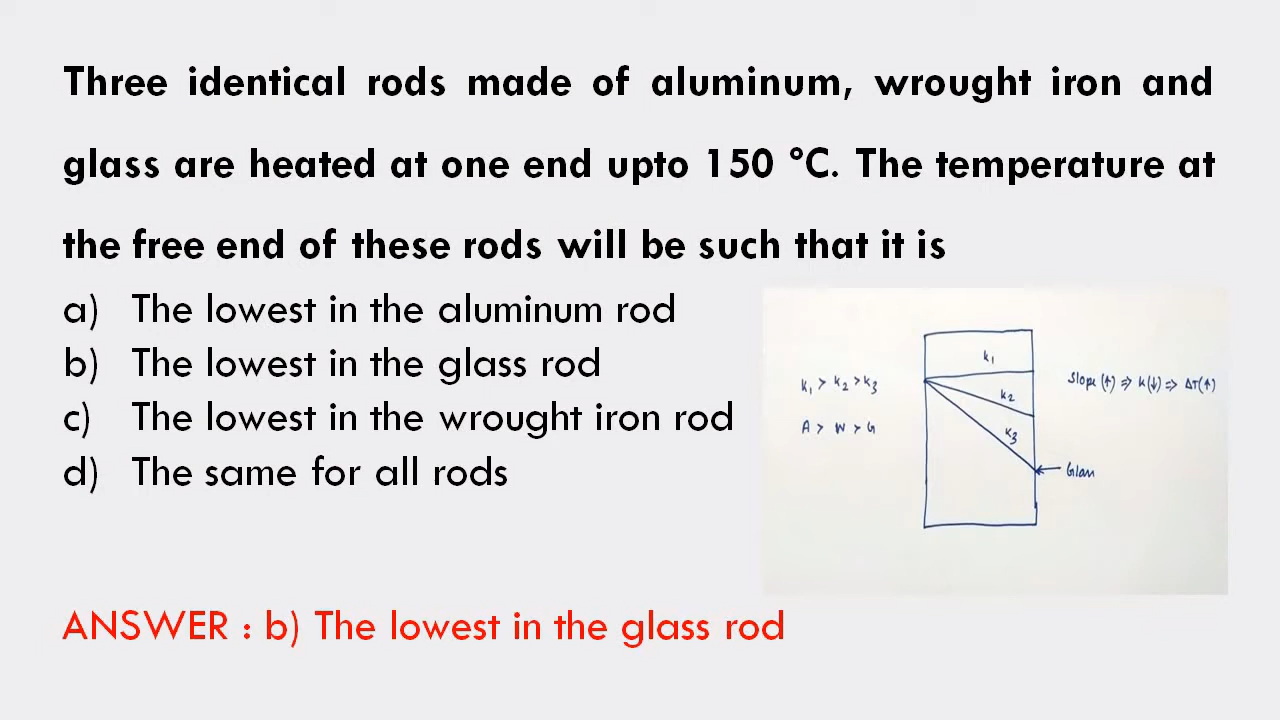 Three identical rods made of aluminum, wrought iron and
glass are heated at one end upto 150 °C. The temperature at
the free end of these rods will be such that it is
a) The lowest in the aluminum rod
b) The lowest in the glass rod
c) The lowest in the wrought iron rod
d) The same for all rods
k₁
k₁ > k₂ > k₃
Slope (↑) ⇒ k(↓) ⇒ ΔT(↑)
k₂
A > W > G
k₃
Glass
ANSWER : b) The lowest in the glass rod